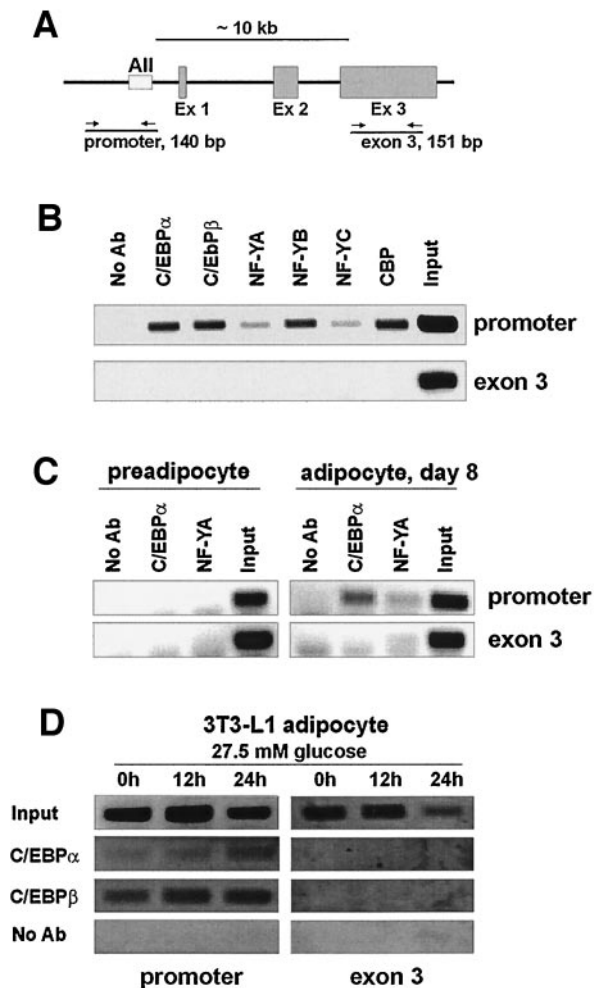 A
~ 10 kb
AII
Ex 1
Ex 2
Ex 3
promoter, 140 bp
exon 3, 151 bp
B
No Ab
C/EBPα
C/EbPβ
NF-YA
NF-YB
NF-YC
CBP
Input
promoter
exon 3
C
preadipocyte
adipocyte, day 8
No Ab
C/EBPα
NF-YA
Input
No Ab
C/EBPα
NF-YA
Input
promoter
exon 3
D
3T3-L1 adipocyte
27.5 mM glucose
0h 12h 24h 0h 12h 24h
Input
C/EBPα
C/EBPβ
No Ab
promoter exon 3